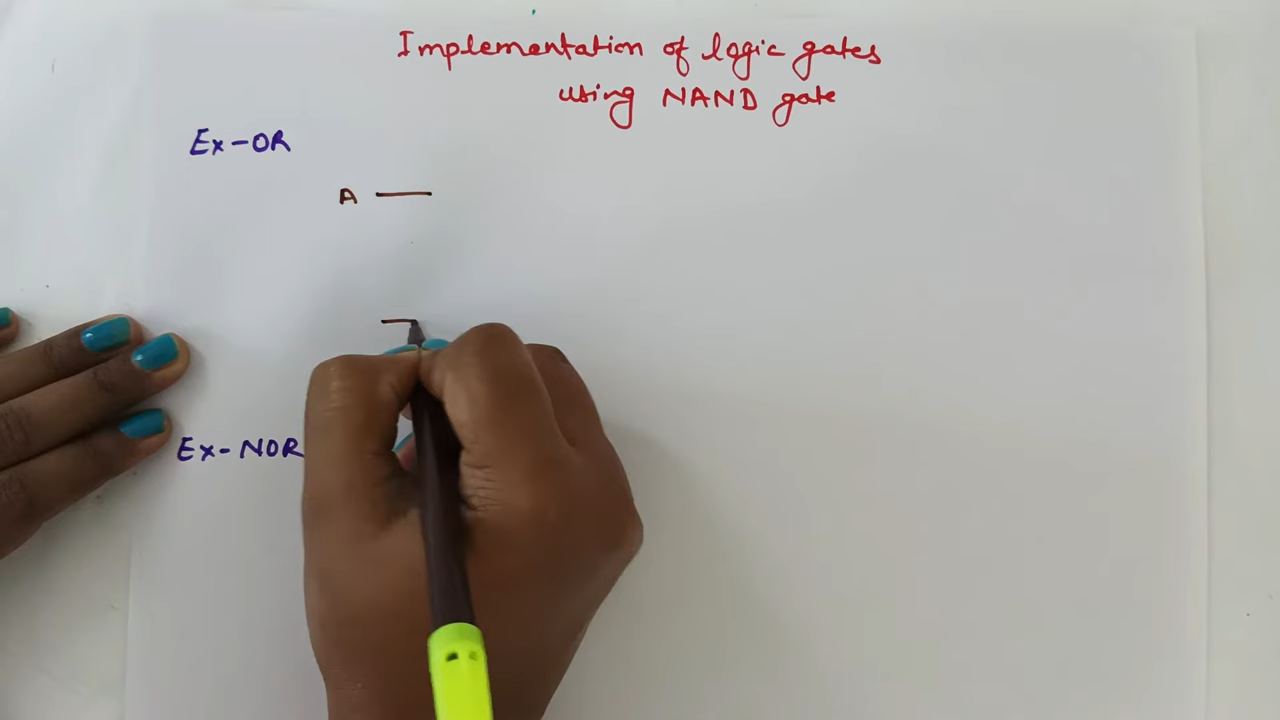 Implementation of logic gates
using NAND gate
Ex-OR
A
Ex-NOR